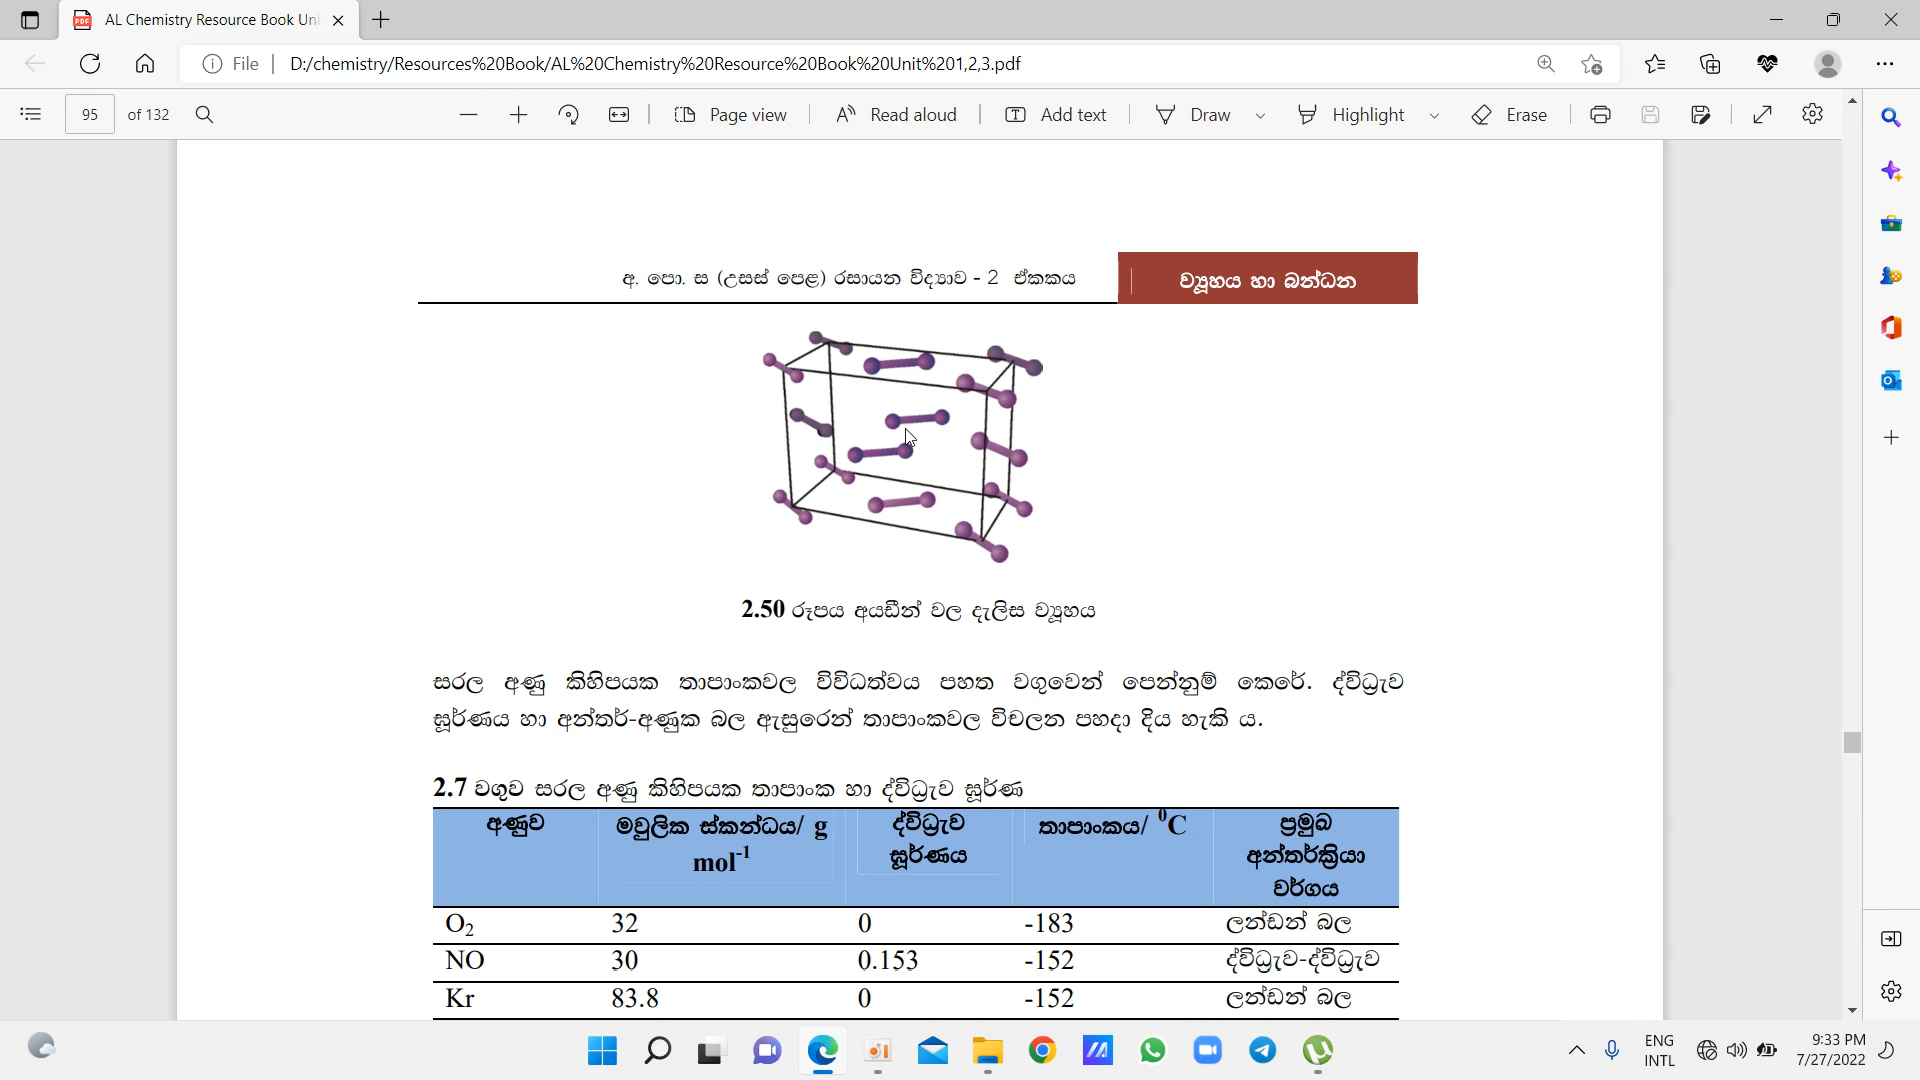 AL Chemistry Resource Book Uni
File
D:/chemistry/Resources%20Book/AL%20Chemistry%20Resource%20Book%20Unit%201,2,3.pdf
95 of 132
Page view
Read aloud
Add text
Draw
Highlight
Erase
අ. පො. ස (උසස් පෙළ) රසායන විද්‍යාව - 2 ඒකකය
ව්‍යූහය හා බන්ධන
2.50 රූපය අයඩීන් වල දැලිස ව්‍යූහය
සරල අණු කිහිපයක තාපාංකවල විවිධත්වය පහත වගුවෙන් පෙන්නුම් කෙරේ. ද්විධ්‍රැව
ඝූර්ණය හා අන්තර්-අණුක බල ඇසුරෙන් තාපාංකවල විචලන පහදා දිය හැකි ය.
2.7 වගුව සරල අණු කිහිපයක තාපාංක හා ද්විධ්‍රැව ඝූර්ණ
අණුව
මවුලික ස්කන්ධය/ g
mol⁻¹
ද්විධ්‍රැව
ඝූර්ණය
තාපාංකය/ ⁰C
ප්‍රමුඛ
අන්තර්ක්‍රියා
වර්ගය
O₂ 32 0 -183 ලන්ඩන් බල
NO 30 0.153 -152 ද්විධ්‍රැව-ද්විධ්‍රැව
Kr 83.8 0 -152 ලන්ඩන් බල
ENG
INTL
9:33 PM
7/27/2022